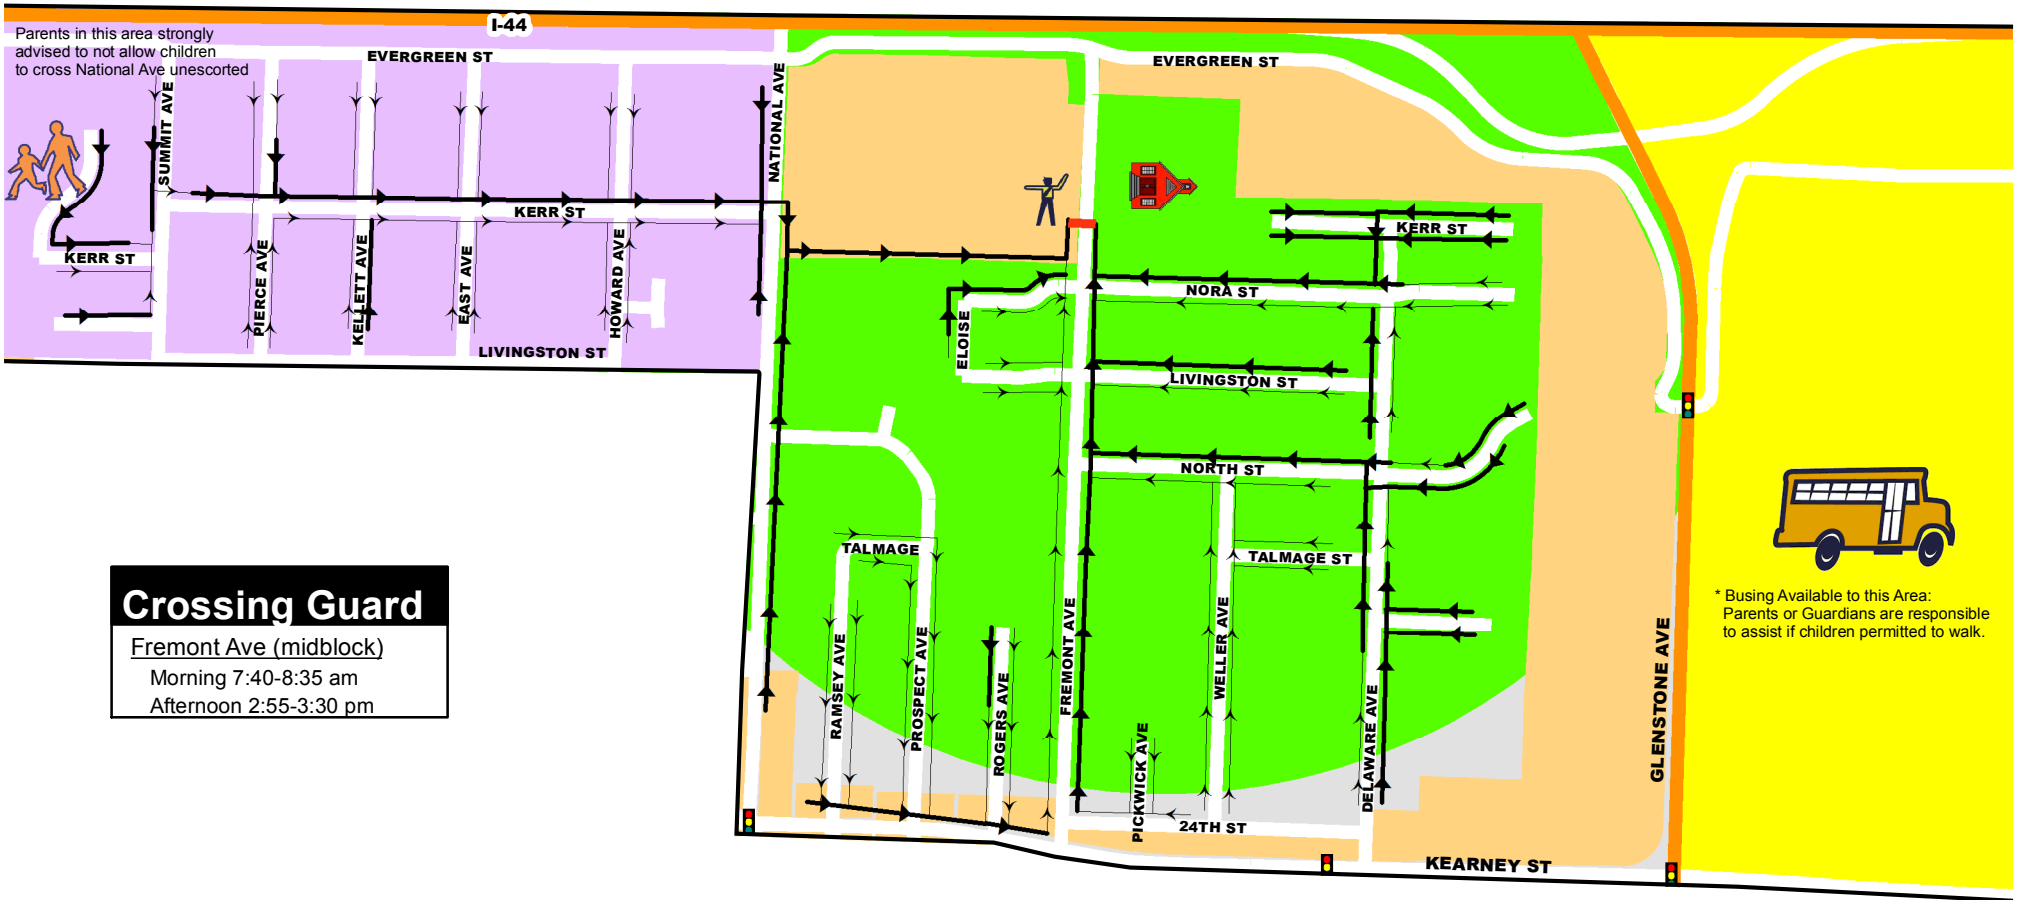 I-44
Parents in this area strongly
advised to not allow children
to cross National Ave unescorted
EVERGREEN ST
EVERGREEN ST
SUMMIT AVE
NATIONAL AVE
KERR ST
KERR ST
KERR ST
PIERCE AVE
KELLETT AVE
EAST AVE
HOWARD AVE
LIVINGSTON ST
NORA ST
ELOISE
LIVINGSTON ST
NORTH ST
TALMAGE
TALMAGE ST
RAMSEY AVE
PROSPECT AVE
ROGERS AVE
FREMONT AVE
PICKWICK AVE
WELLER AVE
DELAWARE AVE
GLENSTONE AVE
24TH ST
KEARNEY ST
Crossing Guard
Fremont Ave (midblock)
Morning 7:40-8:35 am
Afternoon 2:55-3:30 pm
* Busing Available to this Area:
Parents or Guardians are responsible
to assist if children permitted to walk.